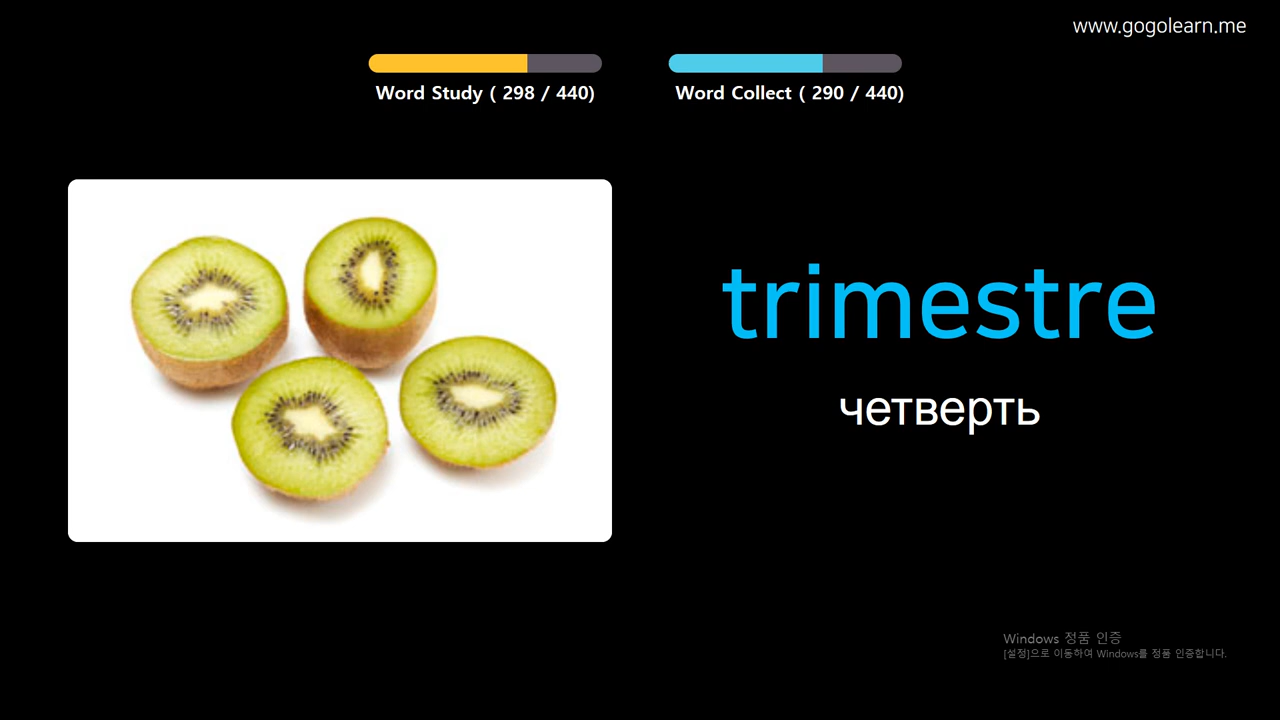 www.gogolearn.me
Word Study ( 298 / 440)
Word Collect ( 290 / 440)
trimestre
четверть
Windows 정품 인증
[설정]으로 이동하여 Windows를 정품 인증합니다.